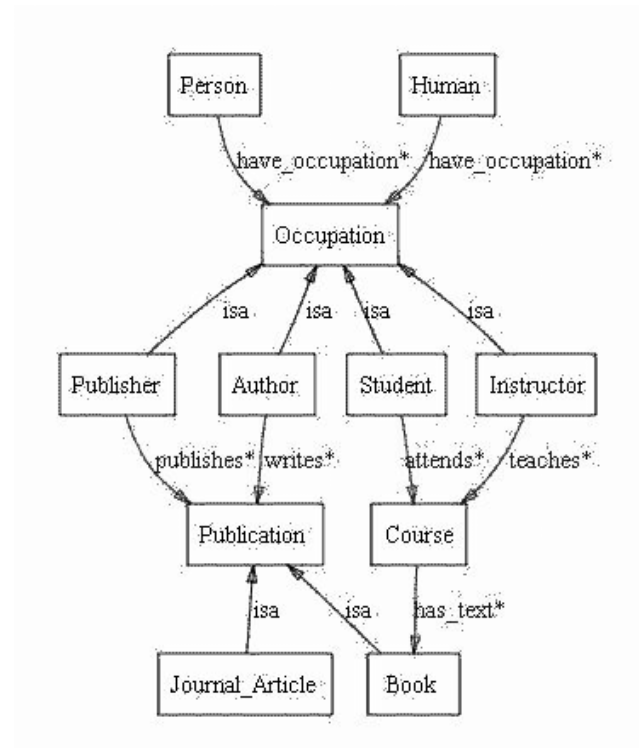 Person Human
have_occupation* have_occupation*
Occupation
isa isa isa isa
Publisher Author Student Instructor
publishes* writes* attends* teaches*
Publication Course
isa isa has_text*
Journal_Article Book